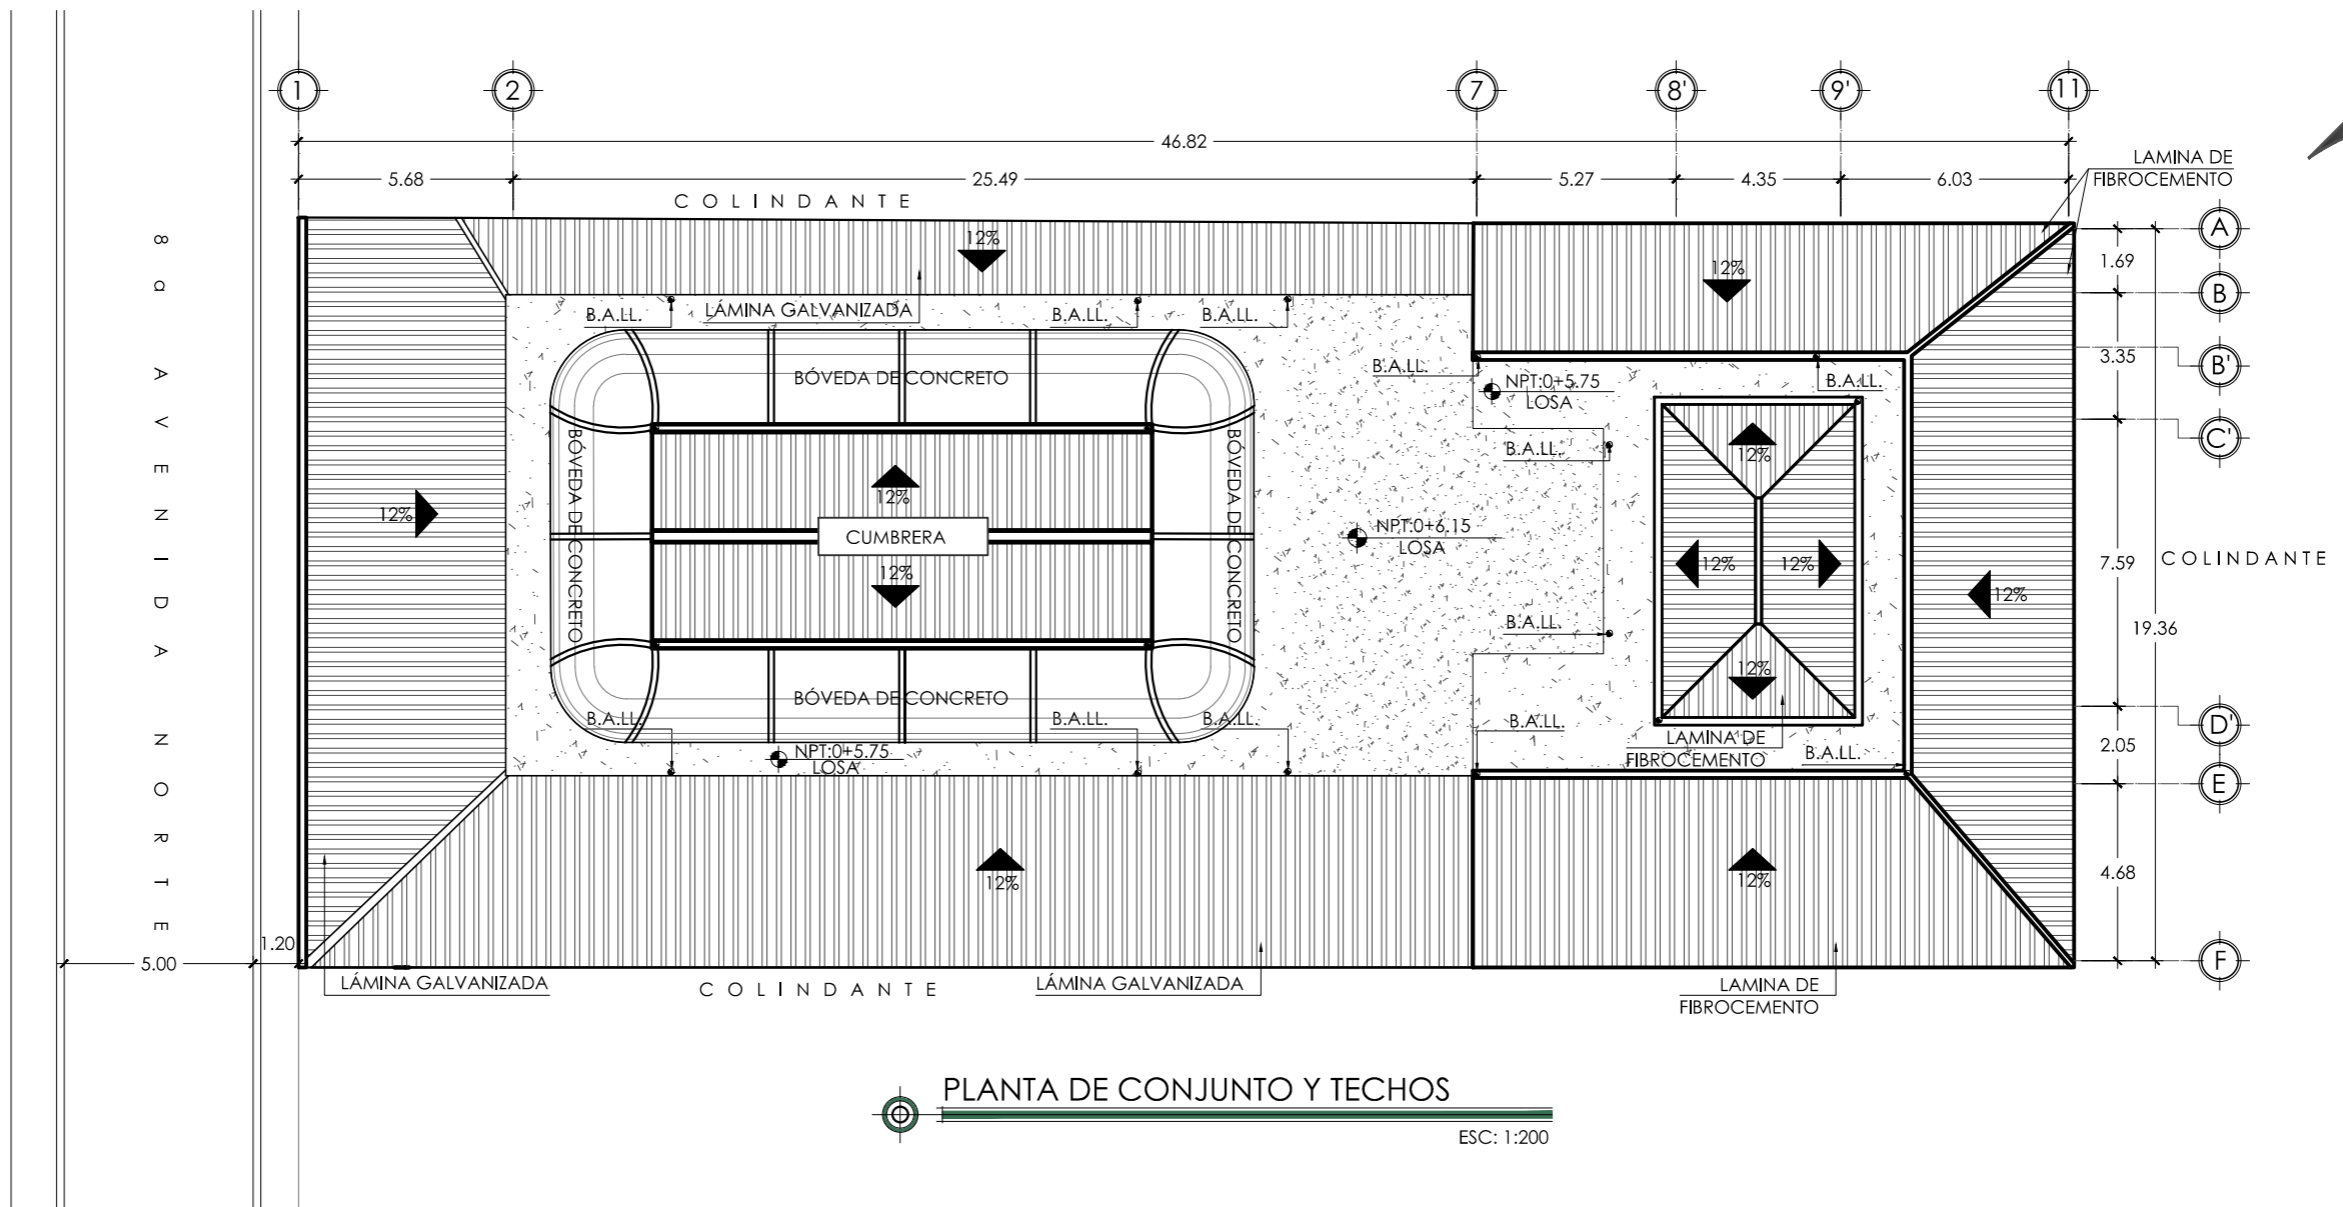 1
2
7
8'
9'
11
46.82
5.68
25.49
5.27
4.35
6.03
COLINDANTE
LAMINA DE
FIBROCEMENTO
8a AVENIDA NORTE
A
B
B'
C'
D'
E
F
1.69
3.35
7.59
2.05
4.68
19.36
COLINDANTE
12%
12%
B.A.LL.
LÁMINA GALVANIZADA
B.A.LL.
B.A.LL.
B.A.LL.
B.A.LL.
BÓVEDA DE CONCRETO
NPT:0+5.75
LOSA
B.A.LL.
BÓVEDA DE CONCRETO
BÓVEDA DE CONCRETO
12%
12%
12%
CUMBRERA
NPT:0+6.15
LOSA
12%
12%
12%
12%
12%
B.A.LL.
12%
BÓVEDA DE CONCRETO
B.A.LL.
B.A.LL.
B.A.LL.
B.A.LL.
NPT:0+5.75
LOSA
LAMINA DE
FIBROCEMENTO
B.A.LL.
12%
12%
1.20
5.00
LÁMINA GALVANIZADA
COLINDANTE
LÁMINA GALVANIZADA
LAMINA DE
FIBROCEMENTO
PLANTA DE CONJUNTO Y TECHOS
ESC: 1:200